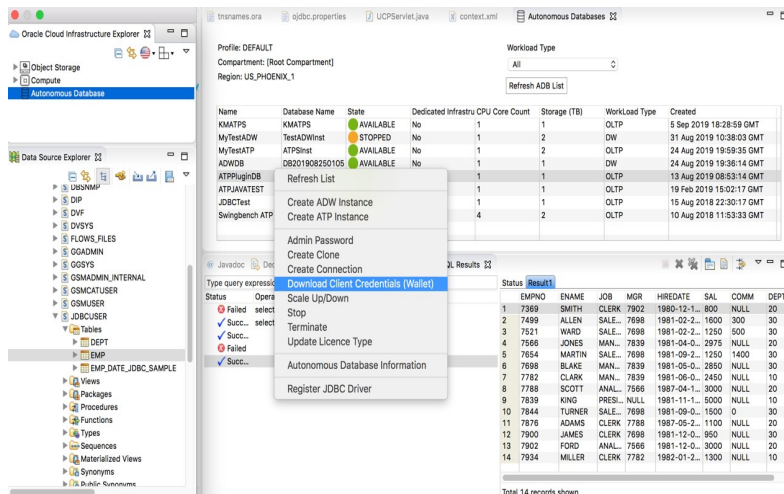 tnsnames.ora ojdbc.properties UCPServlet.java context.xml Autonomous Databases
Oracle Cloud Infrastructure Explorer
Object Storage
Compute
Autonomous Database
Profile: DEFAULT
Compartment: [Root Compartment]
Region: US_PHOENIX_1
Workload Type
All
Refresh ADB List
Name Database Name State Dedicated Infrastru CPU Core Count Storage (TB) WorkLoad Type Created
KMATPS KMATPS AVAILABLE No 1 1 OLTP 5 Sep 2019 18:28:59 GMT
MyTestADW TestADWInst STOPPED No 1 2 DW 31 Aug 2019 10:38:03 GMT
MyTestATP ATPSInst AVAILABLE No 1 2 OLTP 24 Aug 2019 19:59:35 GMT
ADWDB DB201908250105 AVAILABLE No 1 1 DW 24 Aug 2019 19:36:14 GMT
ATPPluginDB 1 1 OLTP 13 Aug 2019 08:53:14 GMT
ATPJAVATEST 1 1 OLTP 19 Feb 2019 15:02:17 GMT
JDBCTest 1 1 OLTP 15 Aug 2018 22:30:17 GMT
Swingbench ATP 4 2 OLTP 10 Aug 2018 11:53:33 GMT
Data Source Explorer
DBSNMP
DIP
DVF
DVSYS
FLOWS_FILES
GGADMIN
GGSYS
GSMADMIN_INTERNAL
GSMCATUSER
GSMUSER
JDBCUSER
Tables
DEPT
EMP
EMP_DATE_JDBC_SAMPLE
Views
Packages
Procedures
Functions
Types
Sequences
Materialized Views
Synonyms
Public Synonyms
Refresh List
Create ADW Instance
Create ATP Instance
Admin Password
Create Clone
Create Connection
Download Client Credentials (Wallet)
Scale Up/Down
Stop
Terminate
Update Licence Type
Autonomous Database Information
Register JDBC Driver
Javadoc Dec QL Results
Type query expressio
Status Opera
Failed select
Succ... select
Succ...
Failed
Succ...
Status Result1
EMPNO ENAME JOB MGR HIREDATE SAL COMM DEPT
1 7369 SMITH CLERK 7902 1980-12-1... 800 NULL 20
2 7499 ALLEN SALE... 7698 1981-02-2... 1600 300 30
3 7521 WARD SALE... 7698 1981-02-2... 1250 500 30
4 7566 JONES MAN... 7839 1981-04-0... 2975 NULL 20
5 7654 MARTIN SALE... 7698 1981-09-2... 1250 1400 30
6 7698 BLAKE MAN... 7839 1981-05-0... 2850 NULL 30
7 7782 CLARK MAN... 7839 1981-06-0... 2450 NULL 10
8 7788 SCOTT ANAL... 7566 1987-04-1... 3000 NULL 20
9 7839 KING PRESI... NULL 1981-11-1... 5000 NULL 10
10 7844 TURNER SALE... 7698 1981-09-0... 1500 0 30
11 7876 ADAMS CLERK 7788 1987-05-2... 1100 NULL 20
12 7900 JAMES CLERK 7698 1981-12-0... 950 NULL 30
13 7902 FORD ANAL... 7566 1981-12-0... 3000 NULL 20
14 7934 MILLER CLERK 7782 1982-01-2... 1300 NULL 10
Total 14 records shown